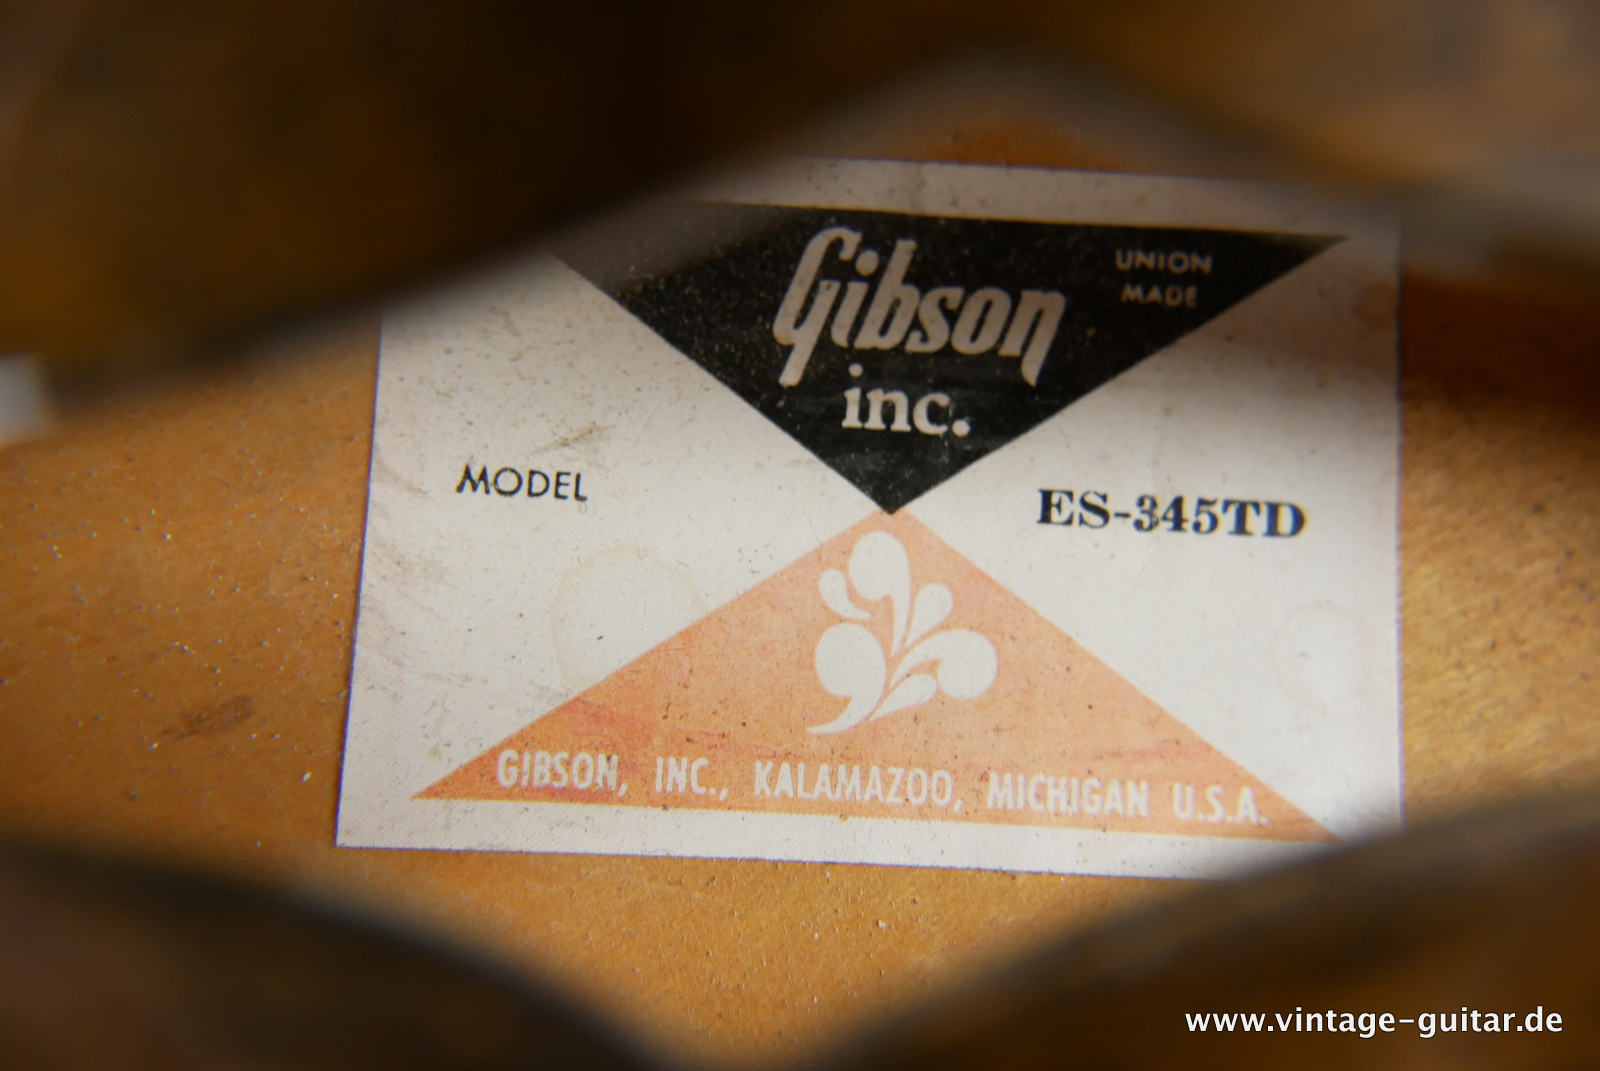 Gibson
inc.
UNION
MADE
MODEL
ES-345TD
GIBSON, INC., KALAMAZOO, MICHIGAN U.S.A.
www.vintage-guitar.de